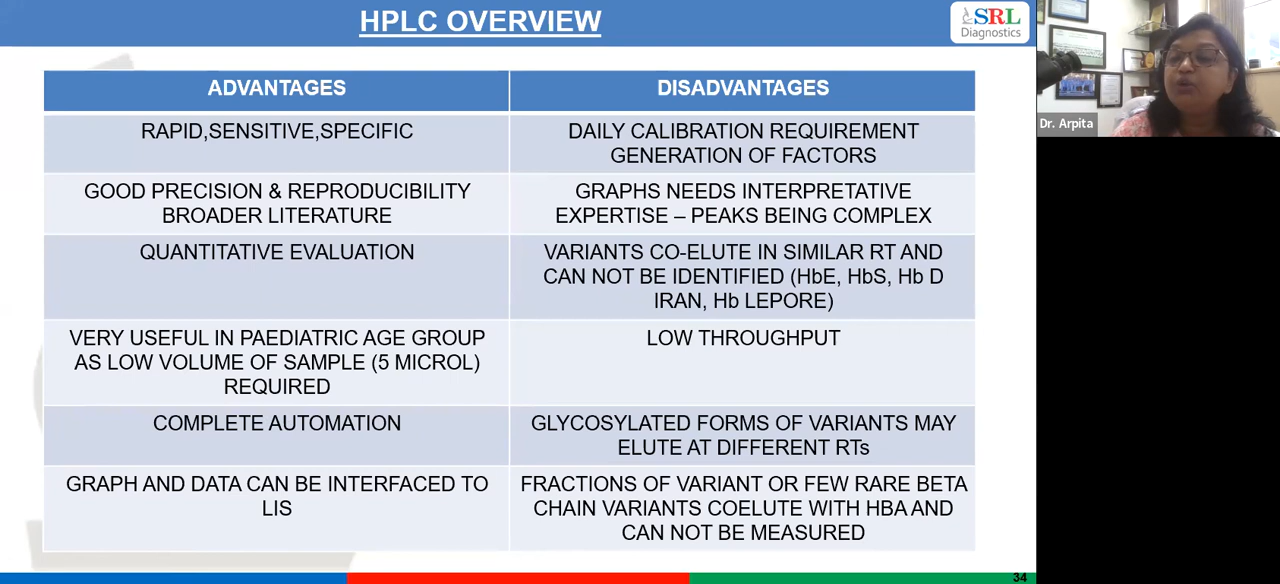 HPLC OVERVIEW
SRL
Diagnostics
Dr. Arpita
ADVANTAGES
DISADVANTAGES
RAPID,SENSITIVE,SPECIFIC
DAILY CALIBRATION REQUIREMENT
GENERATION OF FACTORS
GOOD PRECISION & REPRODUCIBILITY
BROADER LITERATURE
GRAPHS NEEDS INTERPRETATIVE
EXPERTISE – PEAKS BEING COMPLEX
QUANTITATIVE EVALUATION
VARIANTS CO-ELUTE IN SIMILAR RT AND
CAN NOT BE IDENTIFIED (HbE, HbS, Hb D
IRAN, Hb LEPORE)
VERY USEFUL IN PAEDIATRIC AGE GROUP
AS LOW VOLUME OF SAMPLE (5 MICROL)
REQUIRED
LOW THROUGHPUT
COMPLETE AUTOMATION
GLYCOSYLATED FORMS OF VARIANTS MAY
ELUTE AT DIFFERENT RTs
GRAPH AND DATA CAN BE INTERFACED TO
LIS
FRACTIONS OF VARIANT OR FEW RARE BETA
CHAIN VARIANTS COELUTE WITH HBA AND
CAN NOT BE MEASURED
34